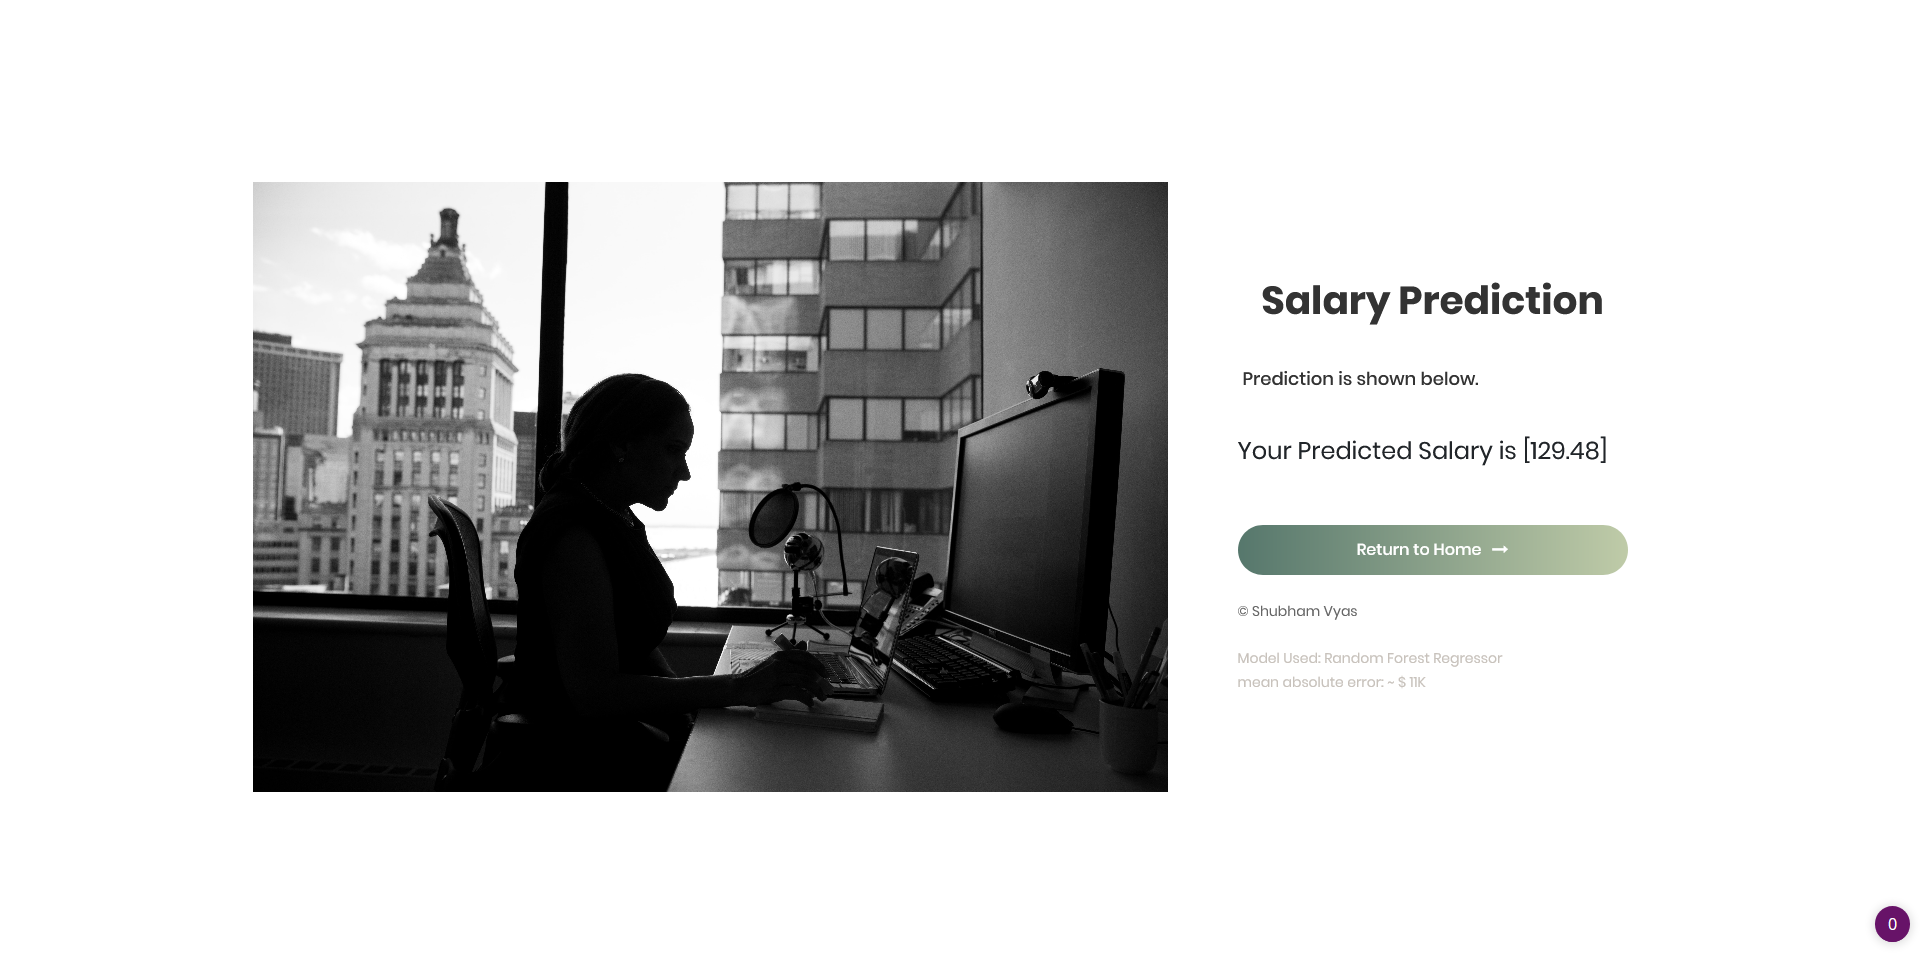 Salary Prediction
Prediction is shown below.
Your Predicted Salary is [129.48]
Return to Home
© Shubham Vyas
Model Used: Random Forest Regressor
mean absolute error: ~ $ 11K
0